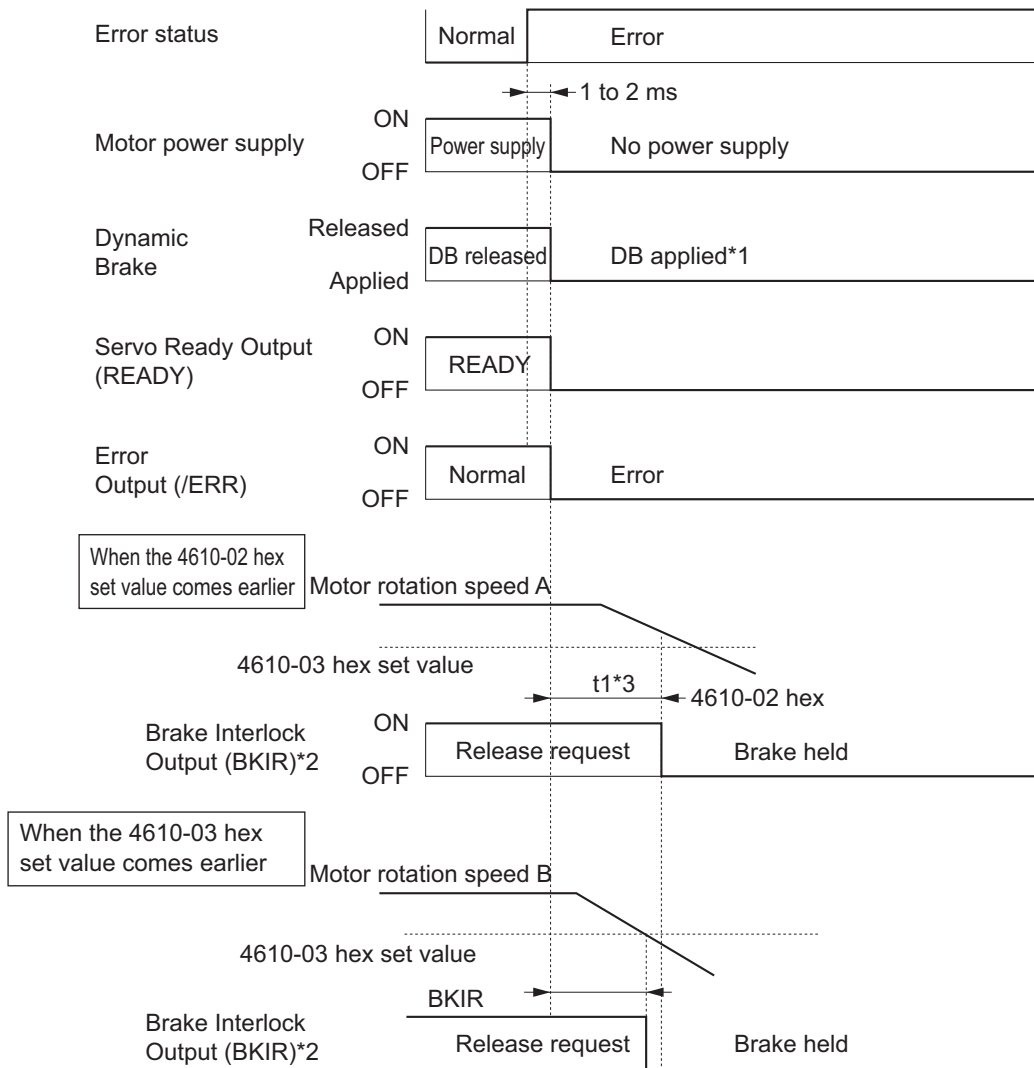 Error status
Normal
Error
1 to 2 ms
ON
Motor power supply
Power supply
No power supply
OFF
Released
Dynamic
Brake
DB released
DB applied*1
Applied
ON
Servo Ready Output
(READY)
READY
OFF
ON
Error
Output (/ERR)
Normal
Error
OFF
When the 4610-02 hex
set value comes earlier
Motor rotation speed A
4610-03 hex set value
t1*3
4610-02 hex
ON
Brake Interlock
Output (BKIR)*2
Release request
Brake held
OFF
When the 4610-03 hex
set value comes earlier
Motor rotation speed B
4610-03 hex set value
BKIR
Brake Interlock
Output (BKIR)*2
Release request
Brake held